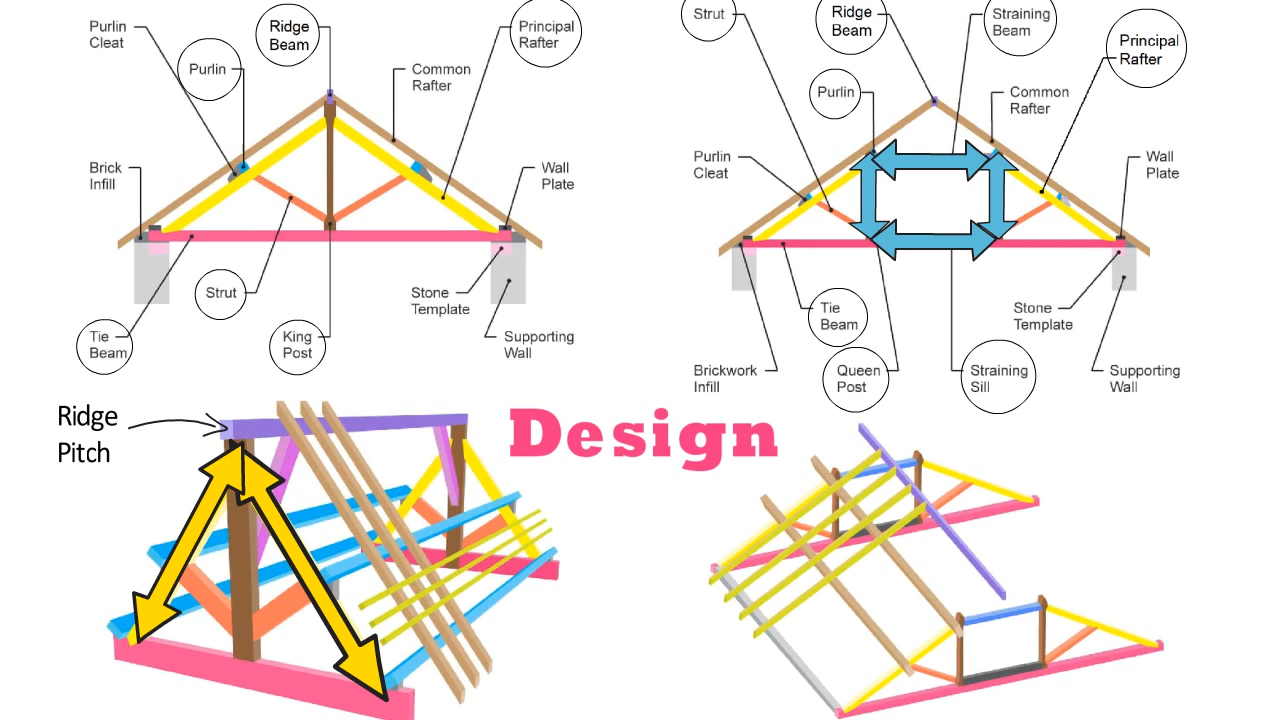 Purlin
Cleat
Ridge
Beam
Principal
Rafter
Purlin
Common
Rafter
Brick
Infill
Wall
Plate
Strut
Stone
Template
Tie
Beam
King
Post
Supporting
Wall
Strut
Ridge
Beam
Straining
Beam
Principal
Rafter
Purlin
Common
Rafter
Purlin
Cleat
Wall
Plate
Tie
Beam
Stone
Template
Brickwork
Infill
Queen
Post
Straining
Sill
Supporting
Wall
Ridge
Pitch
Design